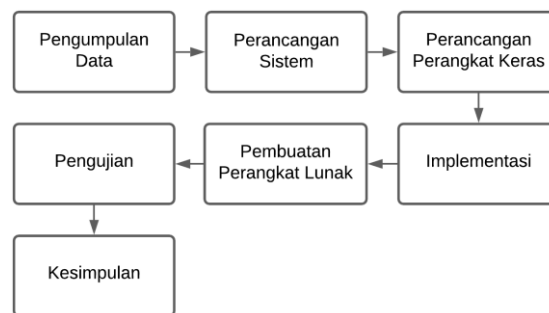 Pengumpulan
Data
Perancangan
Sistem
Perancangan
Perangkat Keras
Implementasi
Pembuatan
Perangkat Lunak
Pengujian
Kesimpulan